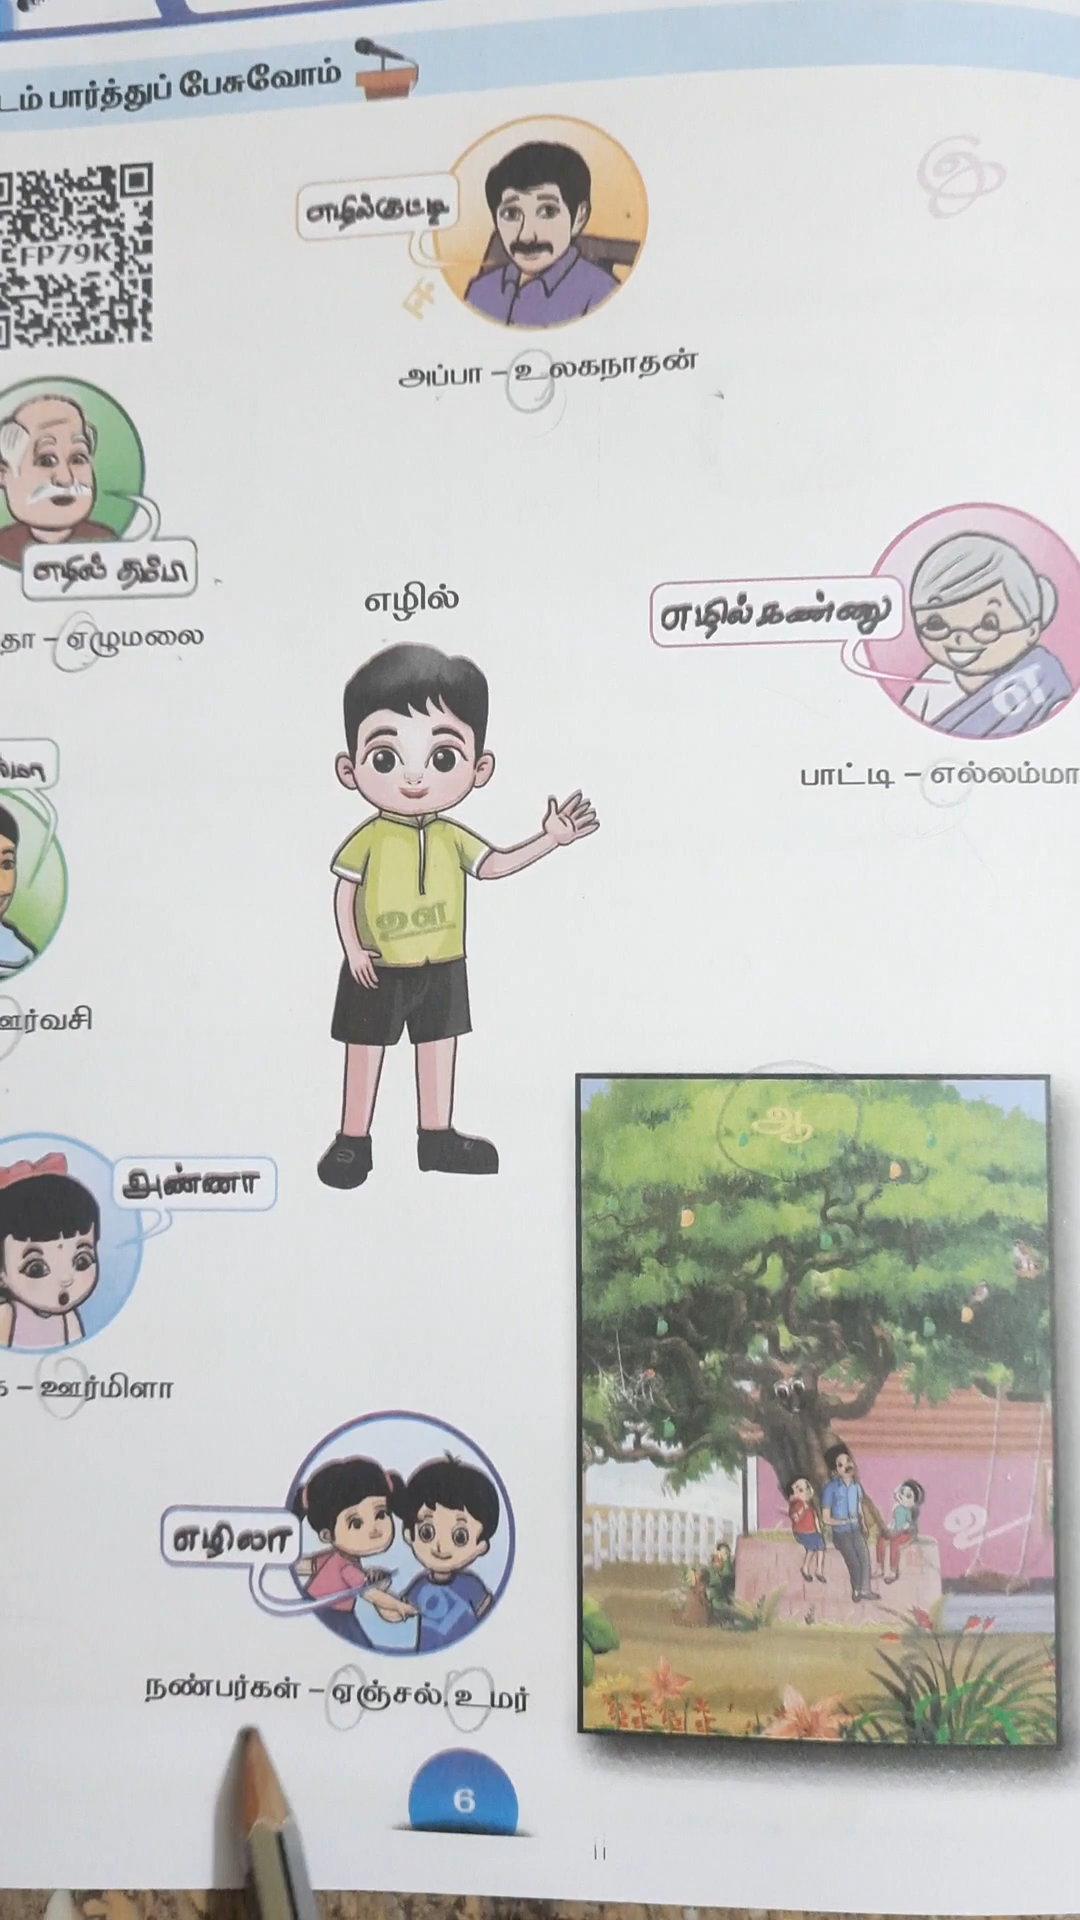 டம் பார்த்துப் பேசுவோம்
எழில்குட்டி
FP79K
ஈ
இ
அப்பா – உலகநாதன்
எழில் தம்பி
தா – ஏழுமலை
எழில்
எழில்கண்ணு
எ
பாட்டி – எல்லம்மா
ஊ
ஊர்வசி
ஆ
அண்ணா
– ஊர்மிளா
எழிலா
ஏ
உ
நண்பர்கள் – ஏஞ்சல், உமர்
6